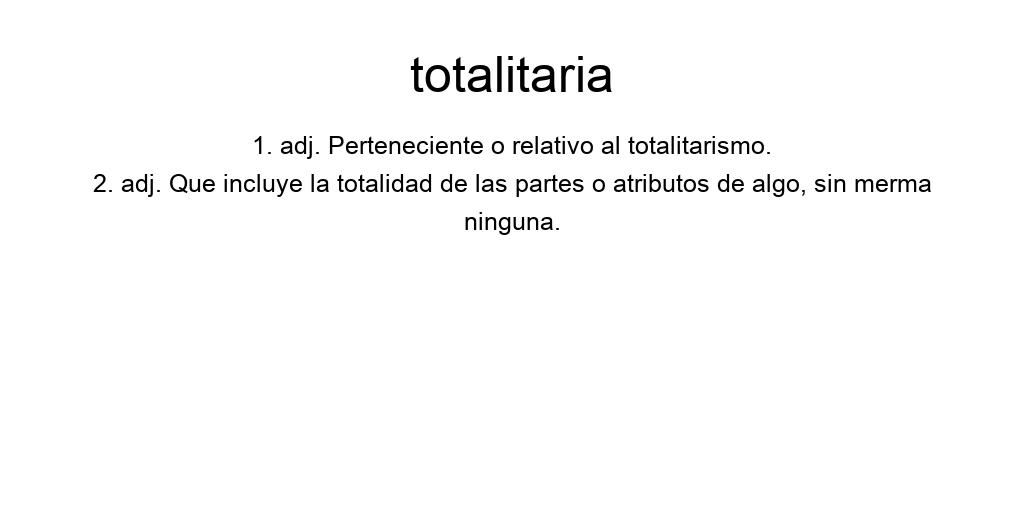 totalitaria
1. adj. Perteneciente o relativo al totalitarismo.
2. adj. Que incluye la totalidad de las partes o atributos de algo, sin merma
ninguna.